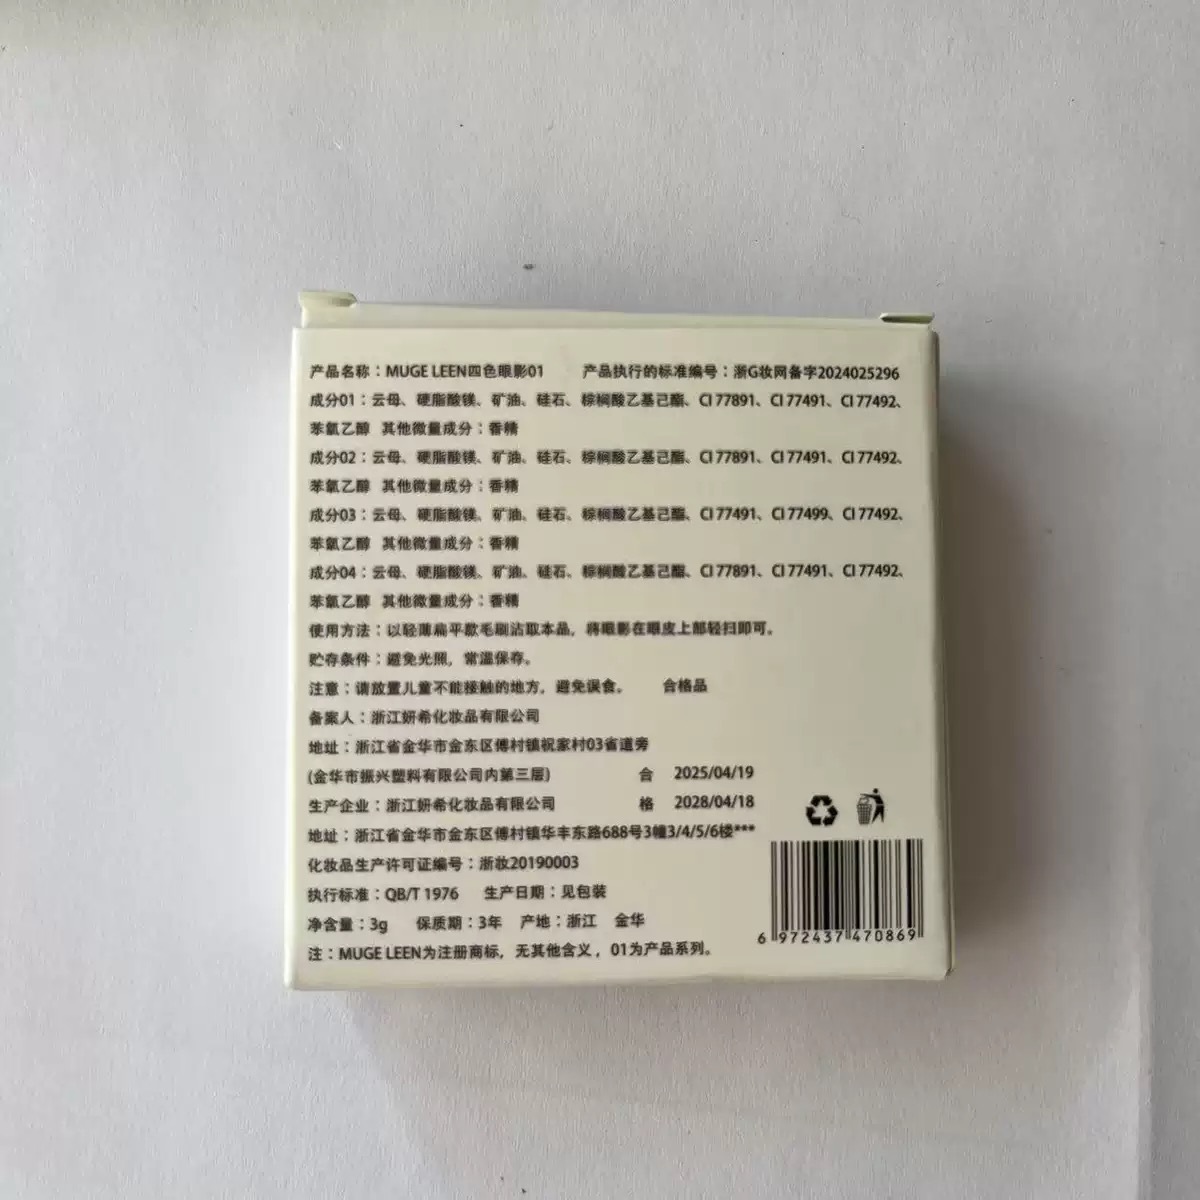 产品名称：MUGE LEEN四色眼影01 产品执行的标准编号：浙G妆网备字2024025296
成分01：云母、硬脂酸镁、矿油、硅石、棕榈酸乙基己酯、CI 77891、CI 77491、CI 77492、
苯氧乙醇 其他微量成分：香精
成分02：云母、硬脂酸镁、矿油、硅石、棕榈酸乙基己酯、CI 77891、CI 77491、CI 77492、
苯氧乙醇 其他微量成分：香精
成分03：云母、硬脂酸镁、矿油、硅石、棕榈酸乙基己酯、CI 77491、CI 77499、CI 77492、
苯氧乙醇 其他微量成分：香精
成分04：云母、硬脂酸镁、矿油、硅石、棕榈酸乙基己酯、CI 77891、CI 77491、CI 77492、
苯氧乙醇 其他微量成分：香精
使用方法：以轻薄扁平散毛刷沾取本品，将眼影在眼皮上部轻扫即可。
贮存条件：避免光照，常温保存。
注意：请放置儿童不能接触的地方，避免误食。 合格品
备案人：浙江妍希化妆品有限公司
地址：浙江省金华市金东区傅村镇祝家村03省道旁
(金华市振兴塑料有限公司内第三层) 合 2025/04/19
生产企业：浙江妍希化妆品有限公司 格 2028/04/18
地址：浙江省金华市金东区傅村镇华丰东路688号3幢3/4/5/6楼***
化妆品生产许可证编号：浙妆20190003
执行标准：QB/T 1976 生产日期：见包装
净含量：3g 保质期：3年 产地：浙江 金华
注：MUGE LEEN为注册商标，无其他含义，01为产品系列。
6 972437 470869